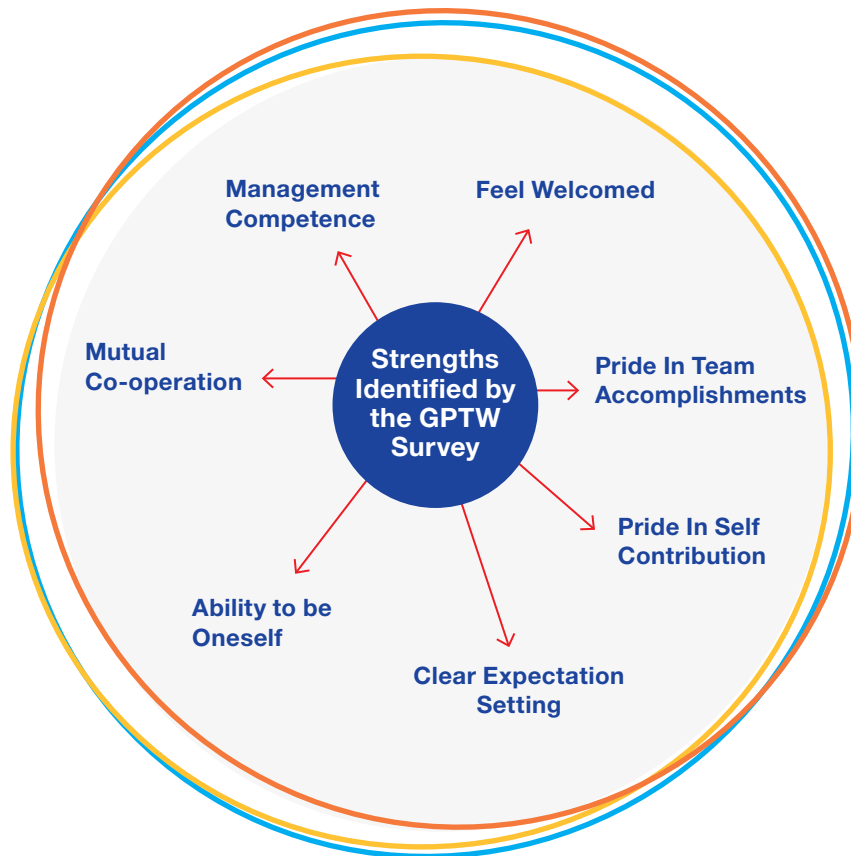 Management
Competence
Feel Welcomed
Mutual
Co-operation
Strengths
Identified by
the GPTW
Survey
Pride In Team
Accomplishments
Pride In Self
Contribution
Ability to be
Oneself
Clear Expectation
Setting